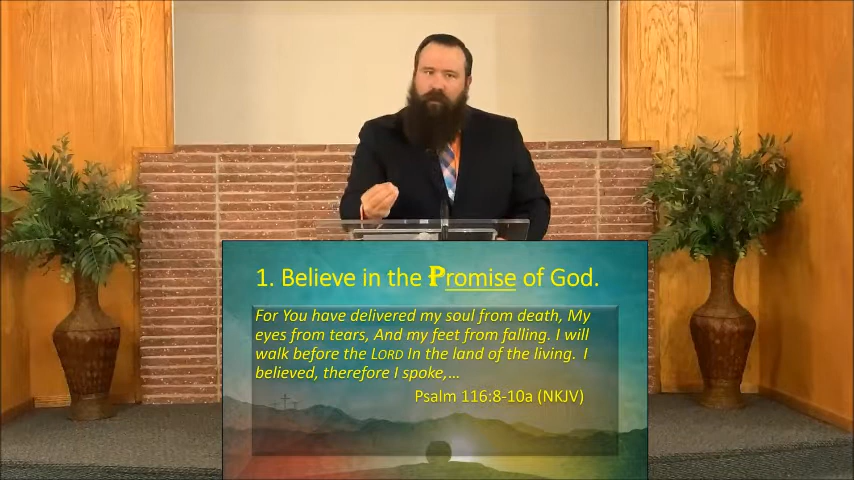 1. Believe in the Promise of God.
For You have delivered my soul from death, My
eyes from tears, And my feet from falling. I will
walk before the LORD In the land of the living.  I
believed, therefore I spoke,…
Psalm 116:8-10a (NKJV)